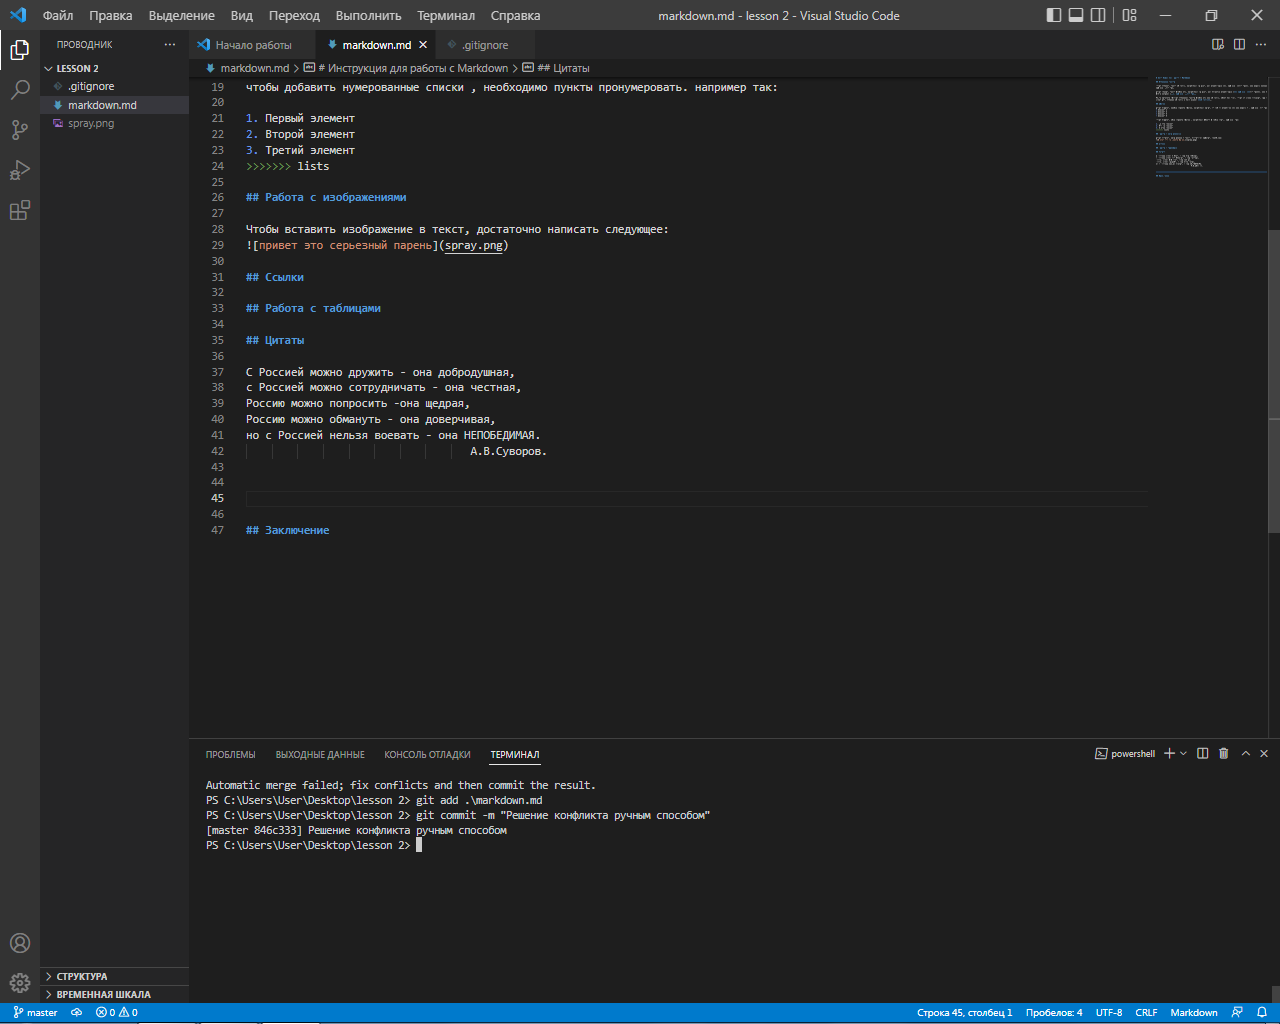 Файл Правка Выделение Вид Переход Выполнить Терминал Справка
markdown.md - lesson 2 - Visual Studio Code
ПРОВОДНИК
LESSON 2
.gitignore
markdown.md
spray.png
СТРУКТУРА
ВРЕМЕННАЯ ШКАЛА
Начало работы
markdown.md
.gitignore
markdown.md > # Инструкция для работы с Markdown > ## Цитаты
19 чтобы добавить нумерованные списки , необходимо пункты пронумеровать. например так:
20
21 1. Первый элемент
22 2. Второй элемент
23 3. Третий элемент
24 >>>>>>> lists
25
26 ## Работа с изображениями
27
28 Чтобы вставить изображение в текст, достаточно написать следующее:
29 ![привет это серьезный парень](spray.png)
30
31 ## Ссылки
32
33 ## Работа с таблицами
34
35 ## Цитаты
36
37 С Россией можно дружить - она добродушная,
38 с Россией можно сотрудничать - она честная,
39 Россию можно попросить -она щедрая,
40 Россию можно обмануть - она доверчивая,
41 но с Россией нельзя воевать - она НЕПОБЕДИМАЯ.
42 А.В.Суворов.
43
44
45
46
47 ## Заключение
ПРОБЛЕМЫ ВЫХОДНЫЕ ДАННЫЕ КОНСОЛЬ ОТЛАДКИ ТЕРМИНАЛ
powershell
Automatic merge failed; fix conflicts and then commit the result.
PS C:\Users\User\Desktop\lesson 2> git add .\markdown.md
PS C:\Users\User\Desktop\lesson 2> git commit -m "Решение конфликта ручным способом"
[master 846c333] Решение конфликта ручным способом
PS C:\Users\User\Desktop\lesson 2>
master 0 0
Строка 45, столбец 1 Пробелов: 4 UTF-8 CRLF Markdown